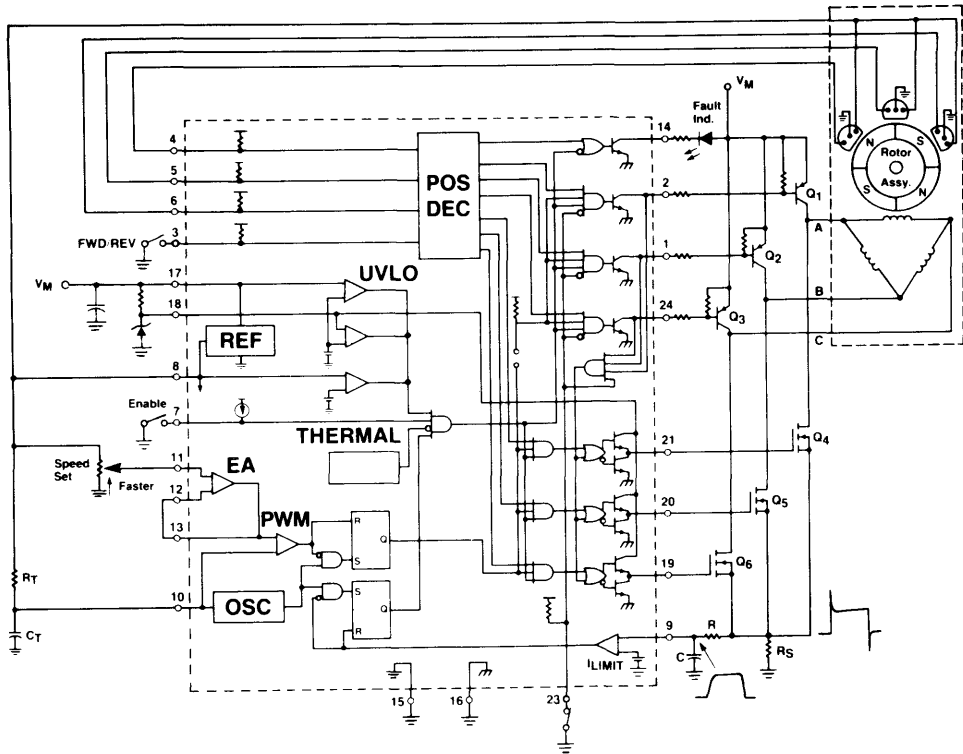 VM
Fault
Ind.
14
N
S
S
N
Rotor
Assy.
4
5
6
FWD/REV
3
POS
DEC
2
Q1
A
1
Q2
B
24
Q3
C
VM
17
18
UVLO
REF
8
Enable
7
THERMAL
21
Q4
Speed
Set
Faster
11
12
13
EA
PWM
R
Q
S
20
Q5
19
Q6
RT
10
OSC
S
Q
R
CT
9
R
C
RS
ILIMIT
15
16
23